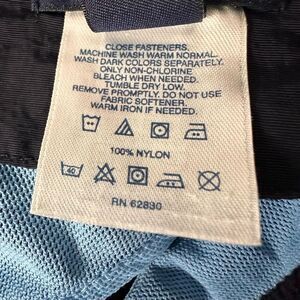 CLOSE FASTENERS.
MACHINE WASH WARM NORMAL.
WASH DARK COLORS SEPARATELY.
ONLY NON-CHLORINE
BLEACH WHEN NEEDED.
TUMBLE DRY LOW.
REMOVE PROMPTLY. DO NOT USE
FABRIC SOFTENER.
WARM IRON IF NEEDED.
100% NYLON
40
RN 62830